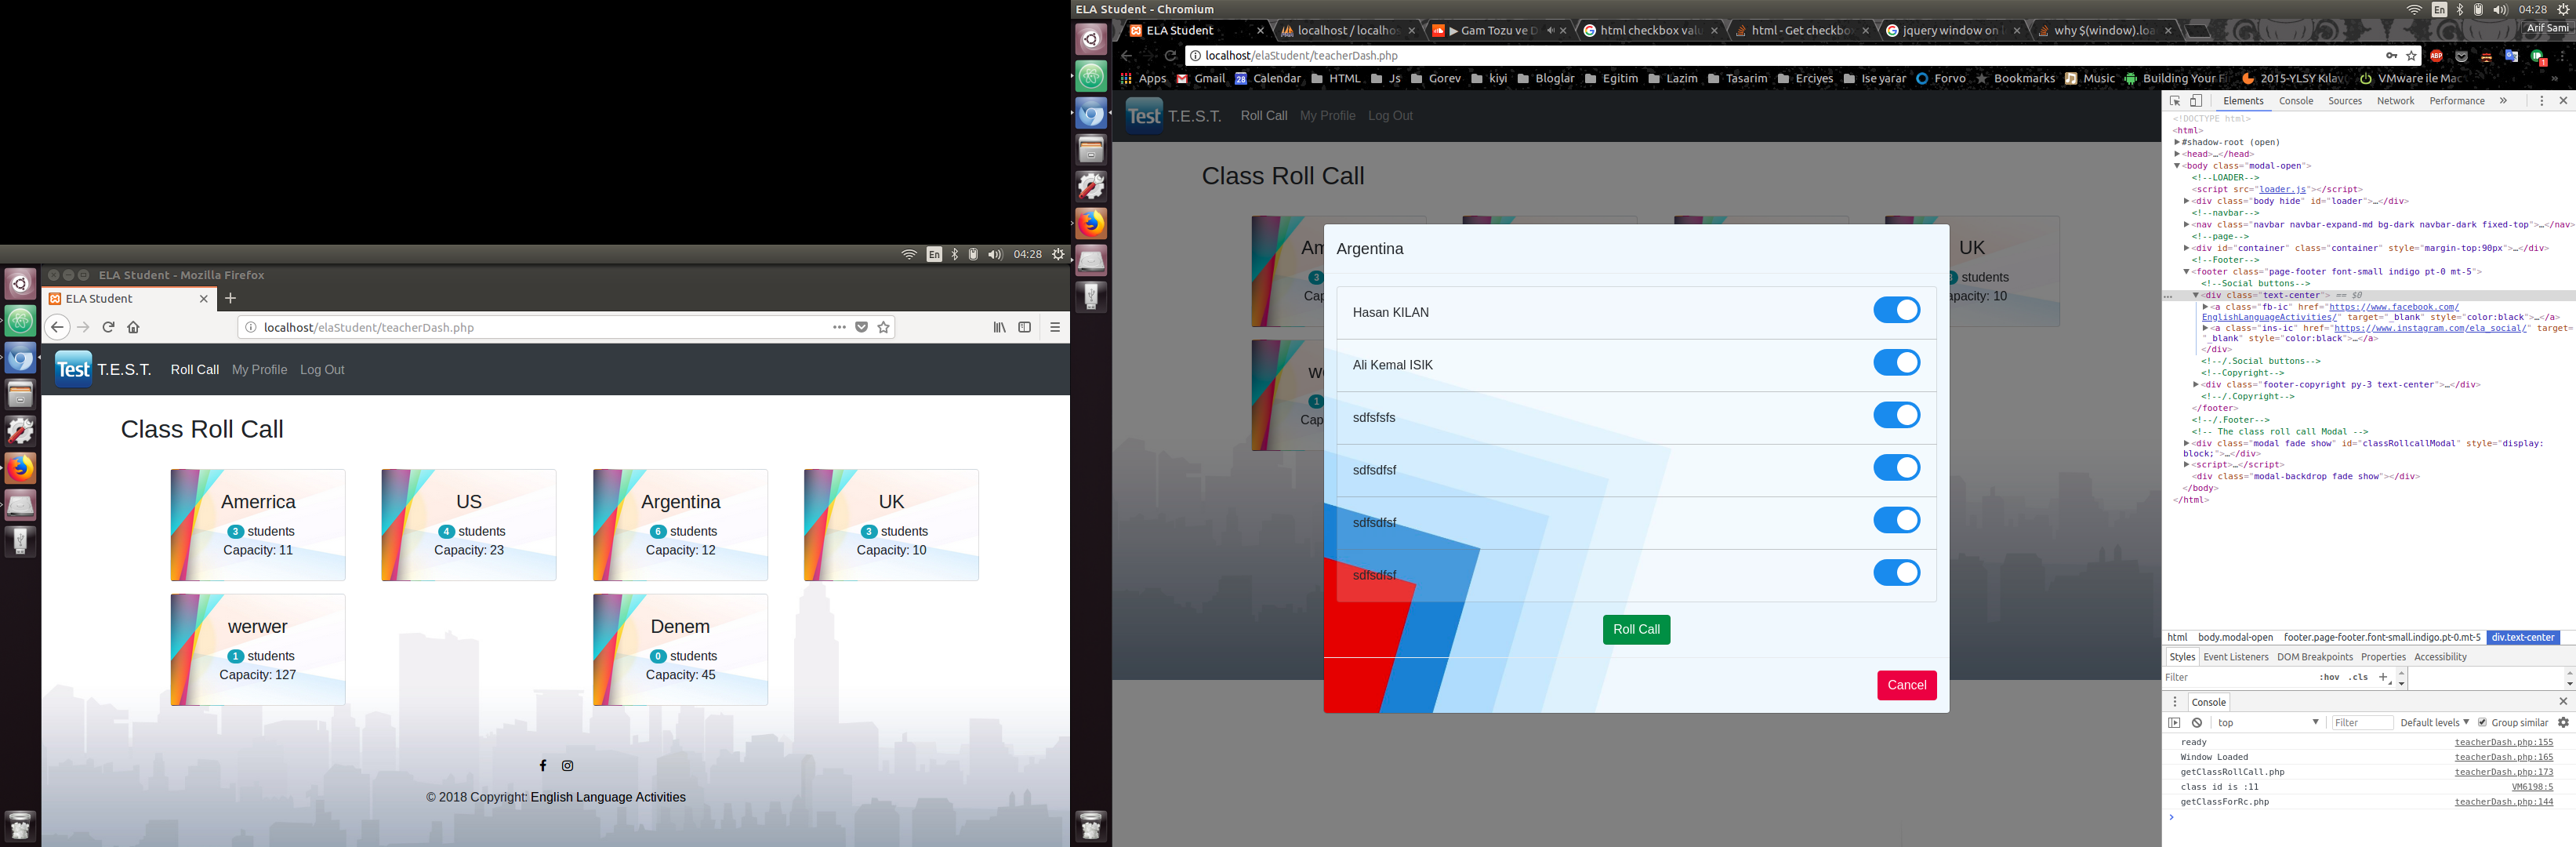 ELA Student - Chromium
En 04:28
ELA Student
localhost / localhos
▶ Gam Tozu ve D
html checkbox valu
html - Get checkbo
jquery window on
why $(window).loa
Arif Sami
localhost/elaStudent/teacherDash.php
Apps Gmail Calendar HTML Js Gorev kiyi Bloglar Egitim Lazim Tasarim Erciyes Ise yarar Forvo Bookmarks Music Building Your Fi 2015-YLSY Kılav VMware ile Mac »
Test T.E.S.T. Roll Call My Profile Log Out
Class Roll Call
Am
3
Cap
UK
students
apacity: 10
we
1
Ca
Argentina
Hasan KILAN
Ali Kemal ISIK
sdfsfsfs
sdfsdfsf
sdfsdfsf
sdfsdfsf
Roll Call
Cancel
Elements Console Sources Network Performance »
<!DOCTYPE html>
<html>
#shadow-root (open)
<head>…</head>
<body class="modal-open">
<!--LOADER-->
<script src="loader.js"></script>
<div class="body hide" id="loader">…</div>
<!--navbar-->
<nav class="navbar navbar-expand-md bg-dark navbar-dark fixed-top">…</nav>
<!--page-->
<div id="container" class="container" style="margin-top:90px">…</div>
<!--Footer-->
<footer class="page-footer font-small indigo pt-0 mt-5">
<!--Social buttons-->
<div class="text-center"> == $0
<a class="fb-ic" href="https://www.facebook.com/
EnglishLanguageActivities/" target="_blank" style="color:black">…</a>
<a class="ins-ic" href="https://www.instagram.com/ela_social/" target=
"_blank" style="color:black">…</a>
</div>
<!--/.Social buttons-->
<!--Copyright-->
<div class="footer-copyright py-3 text-center">…</div>
<!--/.Copyright-->
</footer>
<!--/.Footer-->
<!-- The class roll call Modal -->
<div class="modal fade show" id="classRollcallModal" style="display:
block;">…</div>
<script>…</script>
<div class="modal-backdrop fade show"></div>
</body>
</html>
html body.modal-open footer.page-footer.font-small.indigo.pt-0.mt-5 div.text-center
Styles Event Listeners DOM Breakpoints Properties Accessibility
Filter :hov .cls +
Console
top Filter Default levels Group similar
ready teacherDash.php:155
Window Loaded teacherDash.php:165
getClassRollCall.php teacherDash.php:173
class id is :11 VM6198:5
getClassForRc.php teacherDash.php:144
En 04:28
ELA Student - Mozilla Firefox
ELA Student
localhost/elaStudent/teacherDash.php
Test T.E.S.T. Roll Call My Profile Log Out
Class Roll Call
Amerrica
3 students
Capacity: 11
US
4 students
Capacity: 23
Argentina
6 students
Capacity: 12
UK
3 students
Capacity: 10
werwer
1 students
Capacity: 127
Denem
0 students
Capacity: 45
© 2018 Copyright: English Language Activities